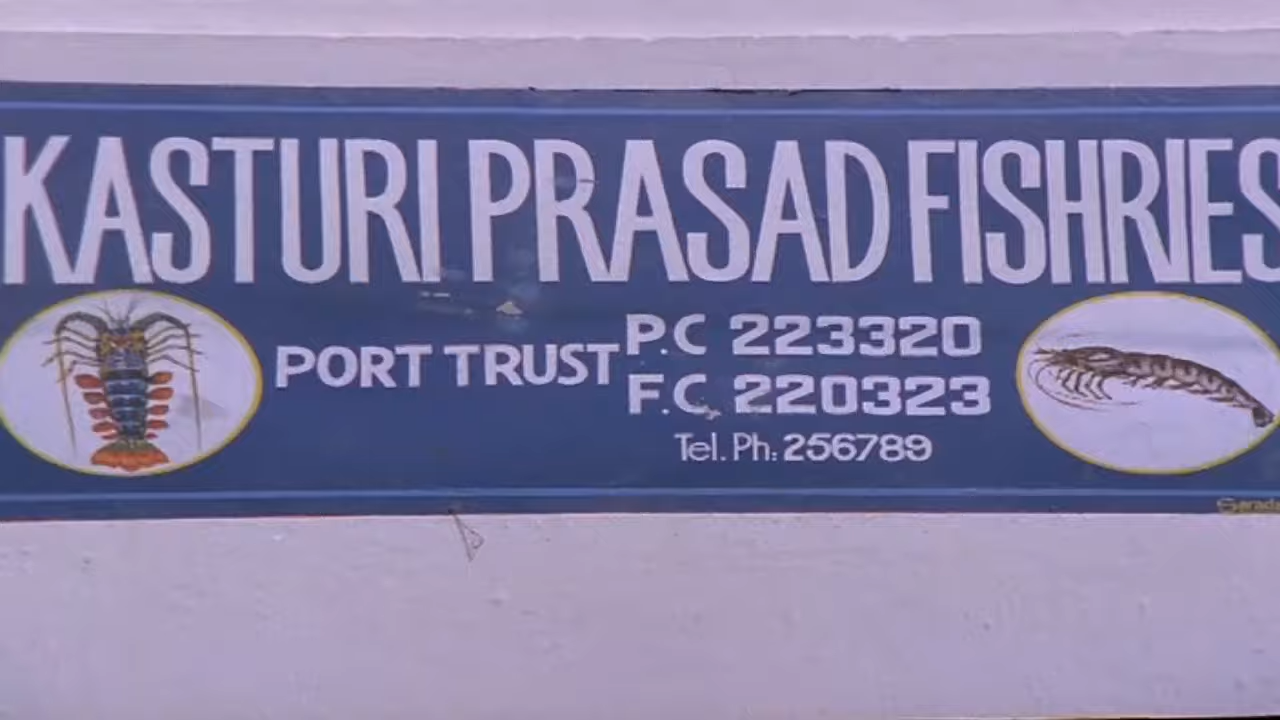 KASTURI PRASAD FISHRIES
PORT TRUST
P.C 223320
F.C. 220323
Tel. Ph: 256789